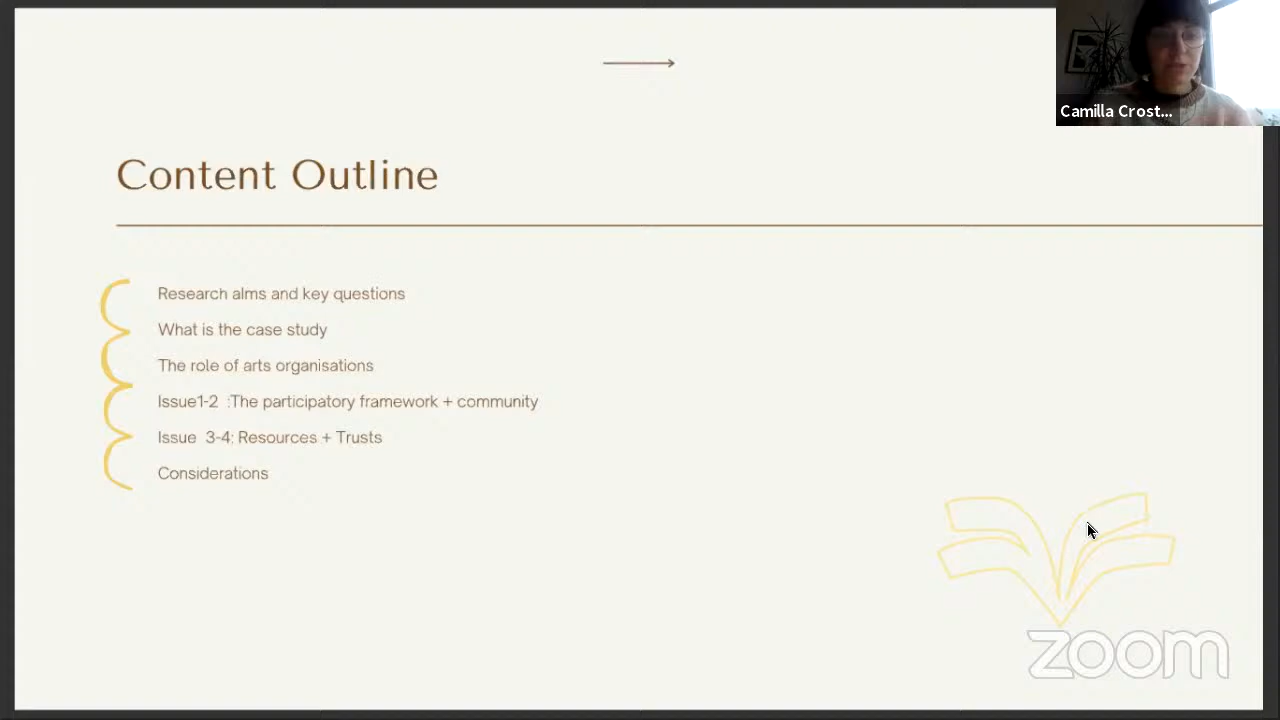 Camilla Crost...
Content Outline
Research aIms and key questions
What is the case study
The role of arts organisations
Issue1-2  :The participatory framework + community
Issue  3-4: Resources + Trusts
Considerations
zoom